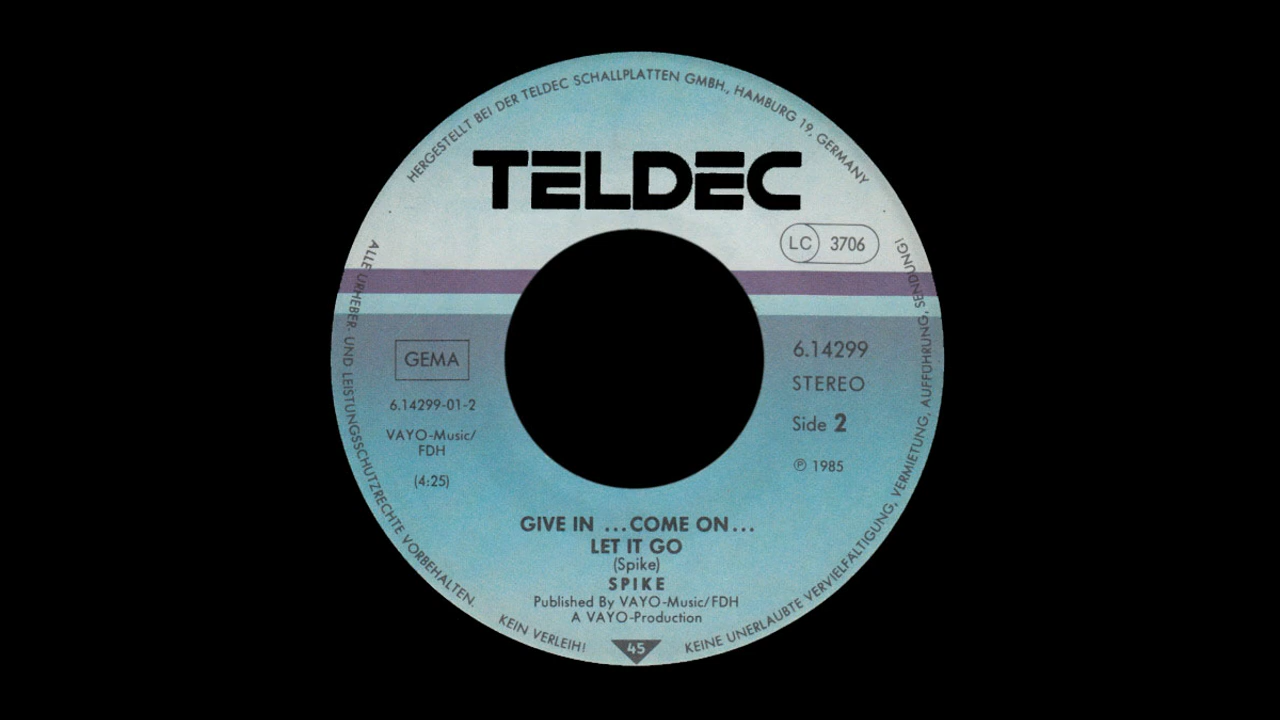 HERGESTELLT BEI DER TELDEC SCHALLPLATTEN GMBH., HAMBURG 19, GERMANY
TELDEC
LC 3706
GEMA
6.14299-01-2
VAYO-Music/
FDH
(4:25)
6.14299
STEREO
Side 2
℗ 1985
GIVE IN ...COME ON...
LET IT GO
(Spike)
SPIKE
Published By VAYO-Music/FDH
A VAYO-Production
45
ALLE URHEBER- UND LEISTUNGSSCHUTZRECHTE VORBEHALTEN.
KEIN VERLEIH!
KEINE UNERLAUBTE VERVIELFÄLTIGUNG, VERMIETUNG, AUFFÜHRUNG, SENDUNG!